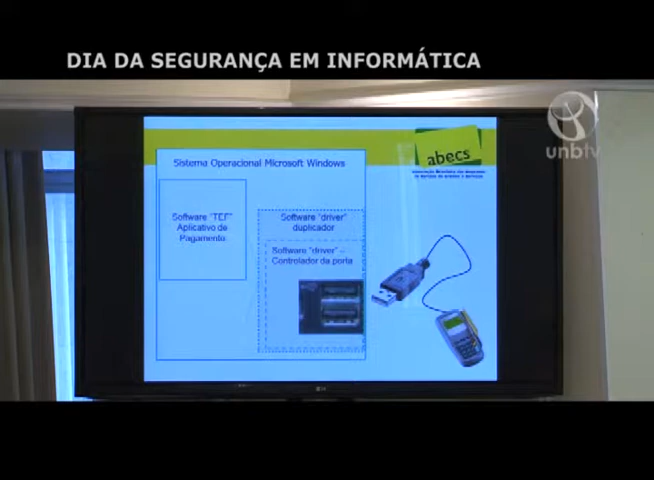 DIA DA SEGURANÇA EM INFORMÁTICA
unbtv
abecs
Sistema Operacional Microsoft Windows
Software "TEF"
Aplicativo de
Pagamento
Software "driver"
duplicador
Software "driver" –
Controlador da porta
LG